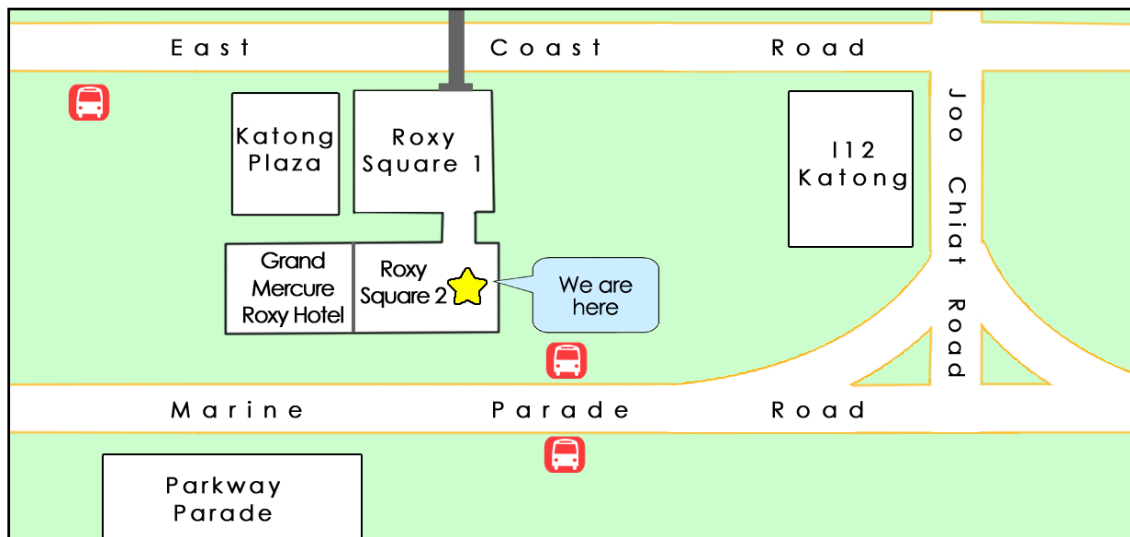 East Coast Road
Katong
Plaza
Roxy
Square 1
I12
Katong
Joo Chiat Road
Grand
Mercure
Roxy Hotel
Roxy
Square 2
We are
here
Marine Parade Road
Parkway
Parade